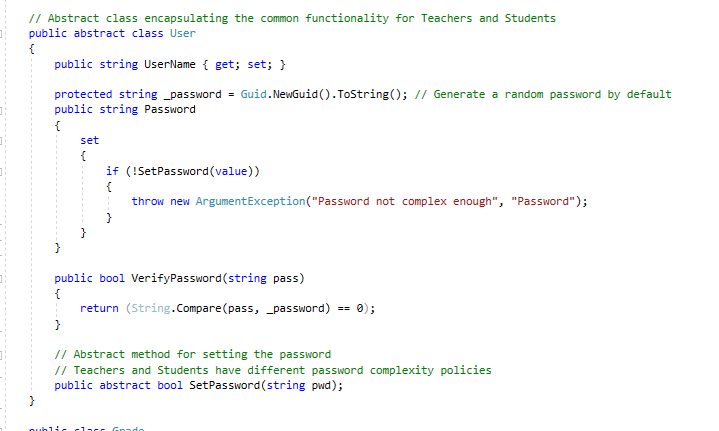 // Abstract class encapsulating the common functionality for Teachers and Students
public abstract class User
{
public string UserName { get; set; }
protected string _password = Guid.NewGuid().ToString(); // Generate a random password by default
public string Password
{
set
{
if (!SetPassword(value))
{
throw new ArgumentException("Password not complex enough", "Password");
}
}
}
public bool VerifyPassword(string pass)
{
return (String.Compare(pass, _password) == 0);
}
// Abstract method for setting the password
// Teachers and Students have different password complexity policies
public abstract bool SetPassword(string pwd);
}
public class Grade